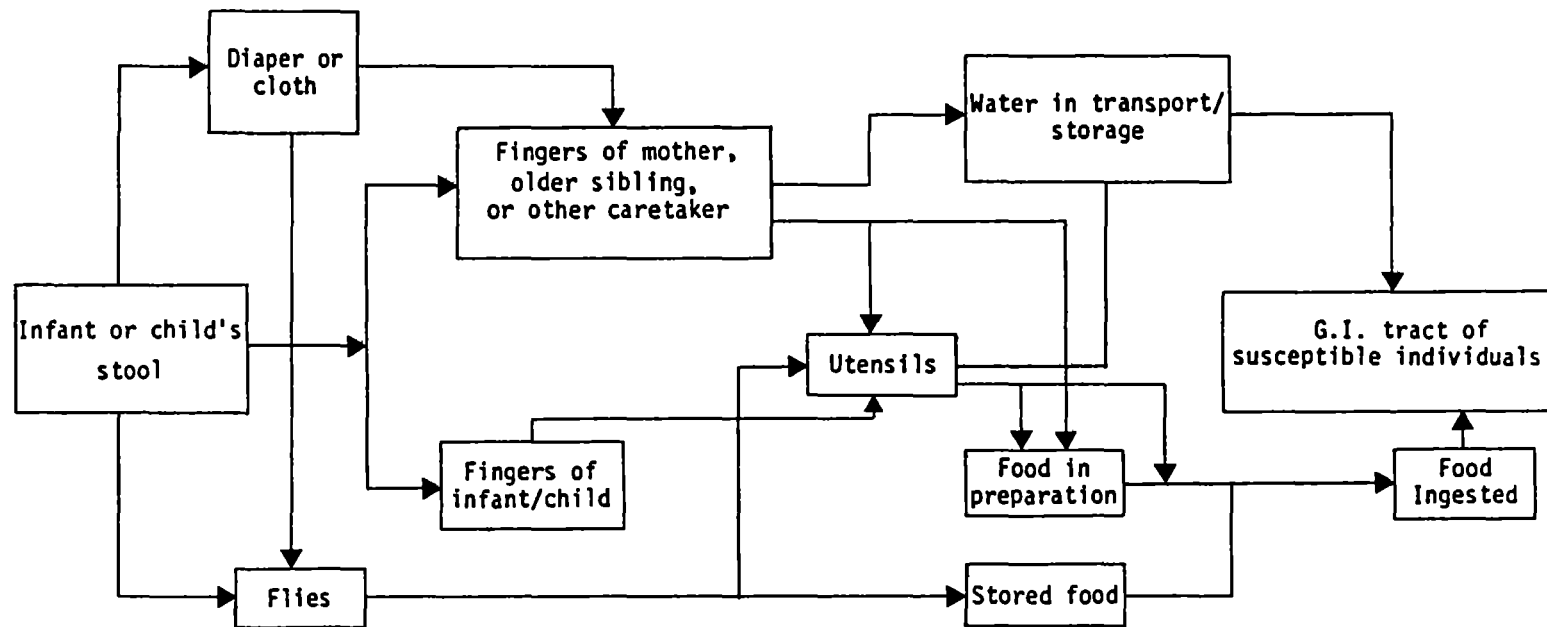 Diaper or
cloth
Water in transport/
storage
Fingers of mother,
older sibling,
or other caretaker
Infant or child's
stool
G.I. tract of
susceptible individuals
Utensils
Fingers of
infant/child
Food in
preparation
Food
Ingested
Flies
Stored food